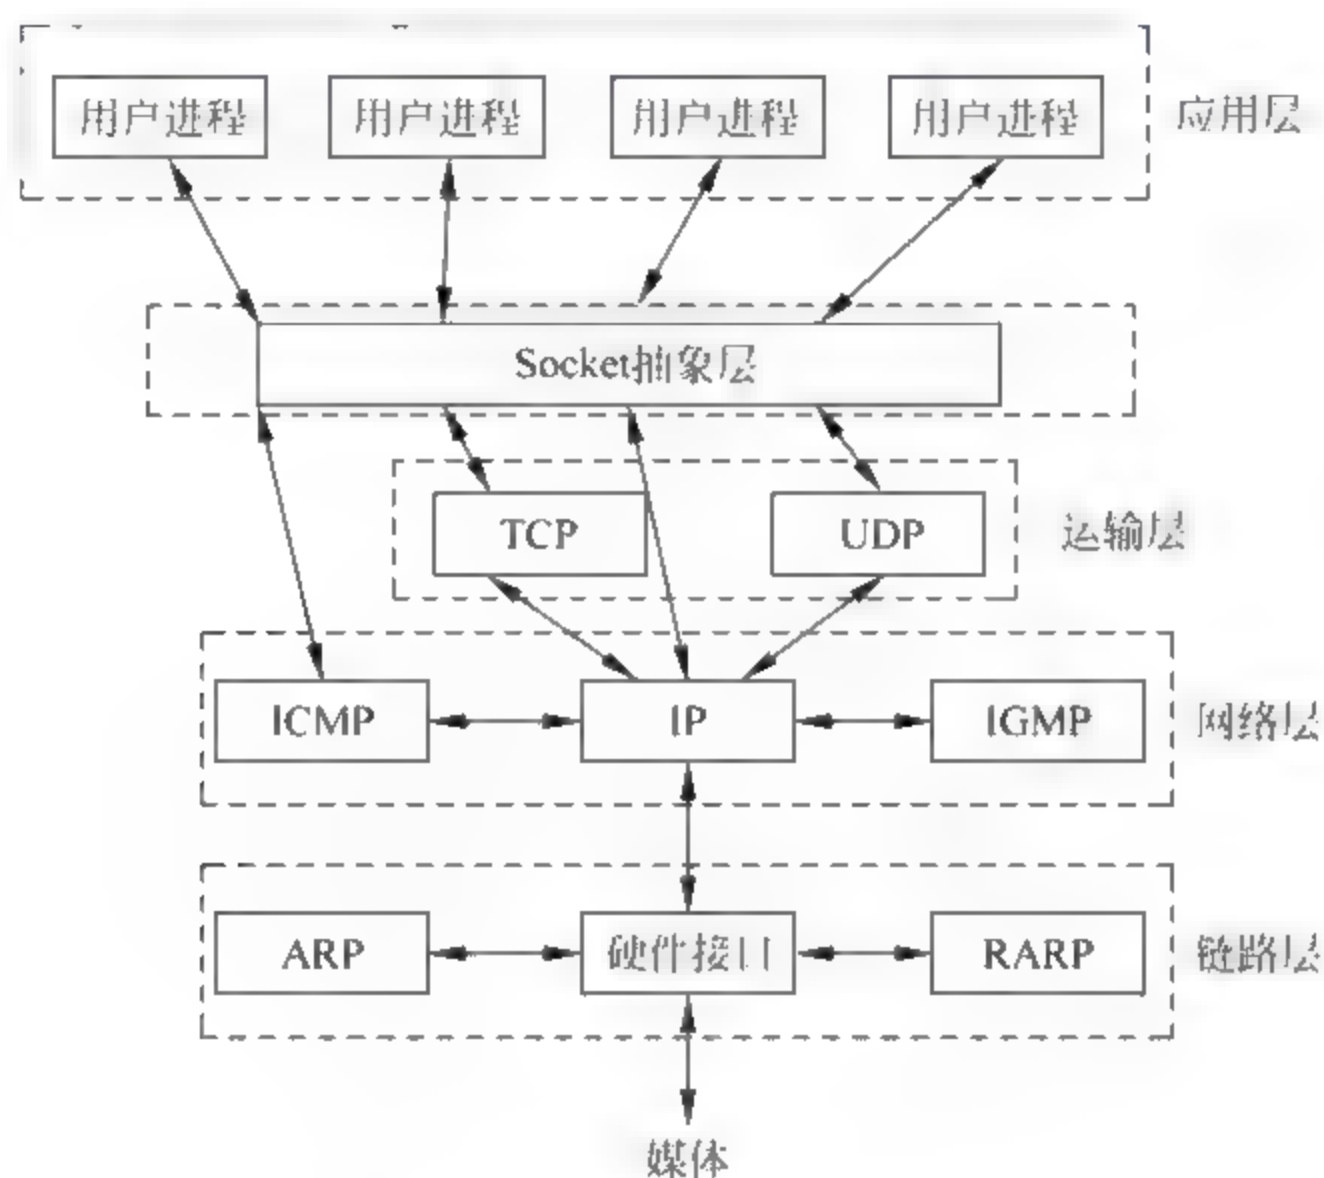 用户进程 用户进程 用户进程 用户进程 应用层
Socket抽象层
TCP UDP 运输层
ICMP IP IGMP 网络层
ARP 硬件接口 RARP 链路层
媒体